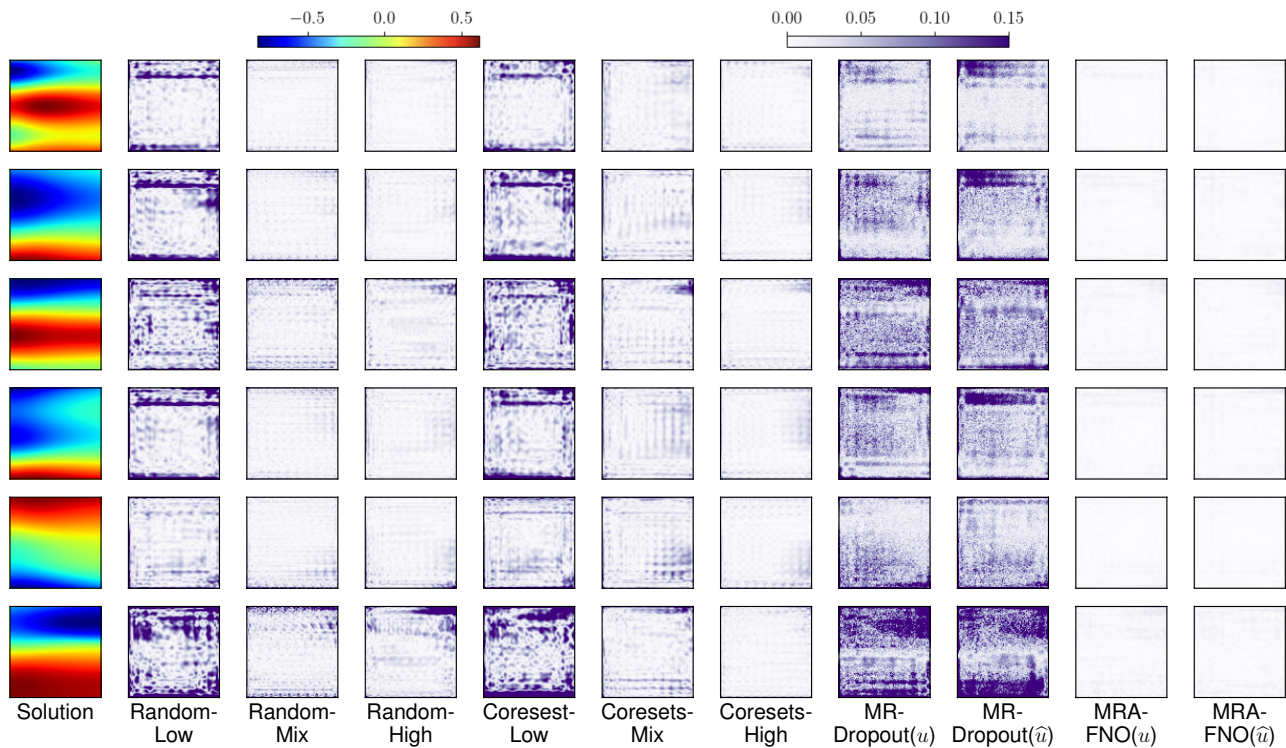 −0.5 0.0 0.5 0.00 0.05 0.10 0.15
Solution Random- Random- Random- Coresest- Coresets- Coresets- MR- MR- MRA- MRA-
Low Mix High Low Mix High Dropout(u) Dropout(û) FNO(u) FNO(û)